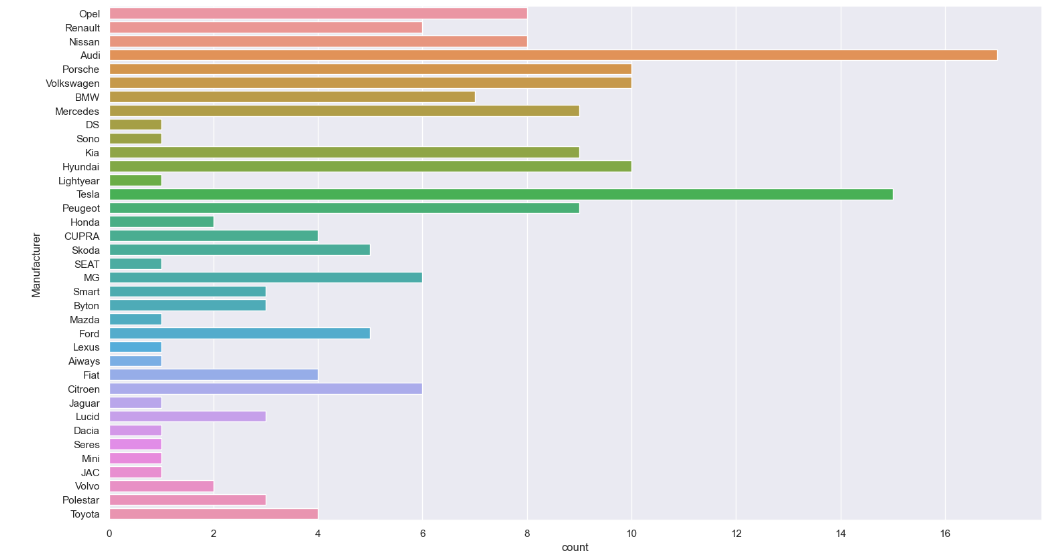 Opel
Renault
Nissan
Audi
Porsche
Volkswagen
BMW
Mercedes
DS
Sono
Kia
Hyundai
Lightyear
Tesla
Peugeot
Honda
CUPRA
Skoda
SEAT
MG
Smart
Byton
Mazda
Ford
Lexus
Aiways
Fiat
Citroen
Jaguar
Lucid
Dacia
Seres
Mini
JAC
Volvo
Polestar
Toyota
Manufacturer
0 2 4 6 8 10 12 14 16
count